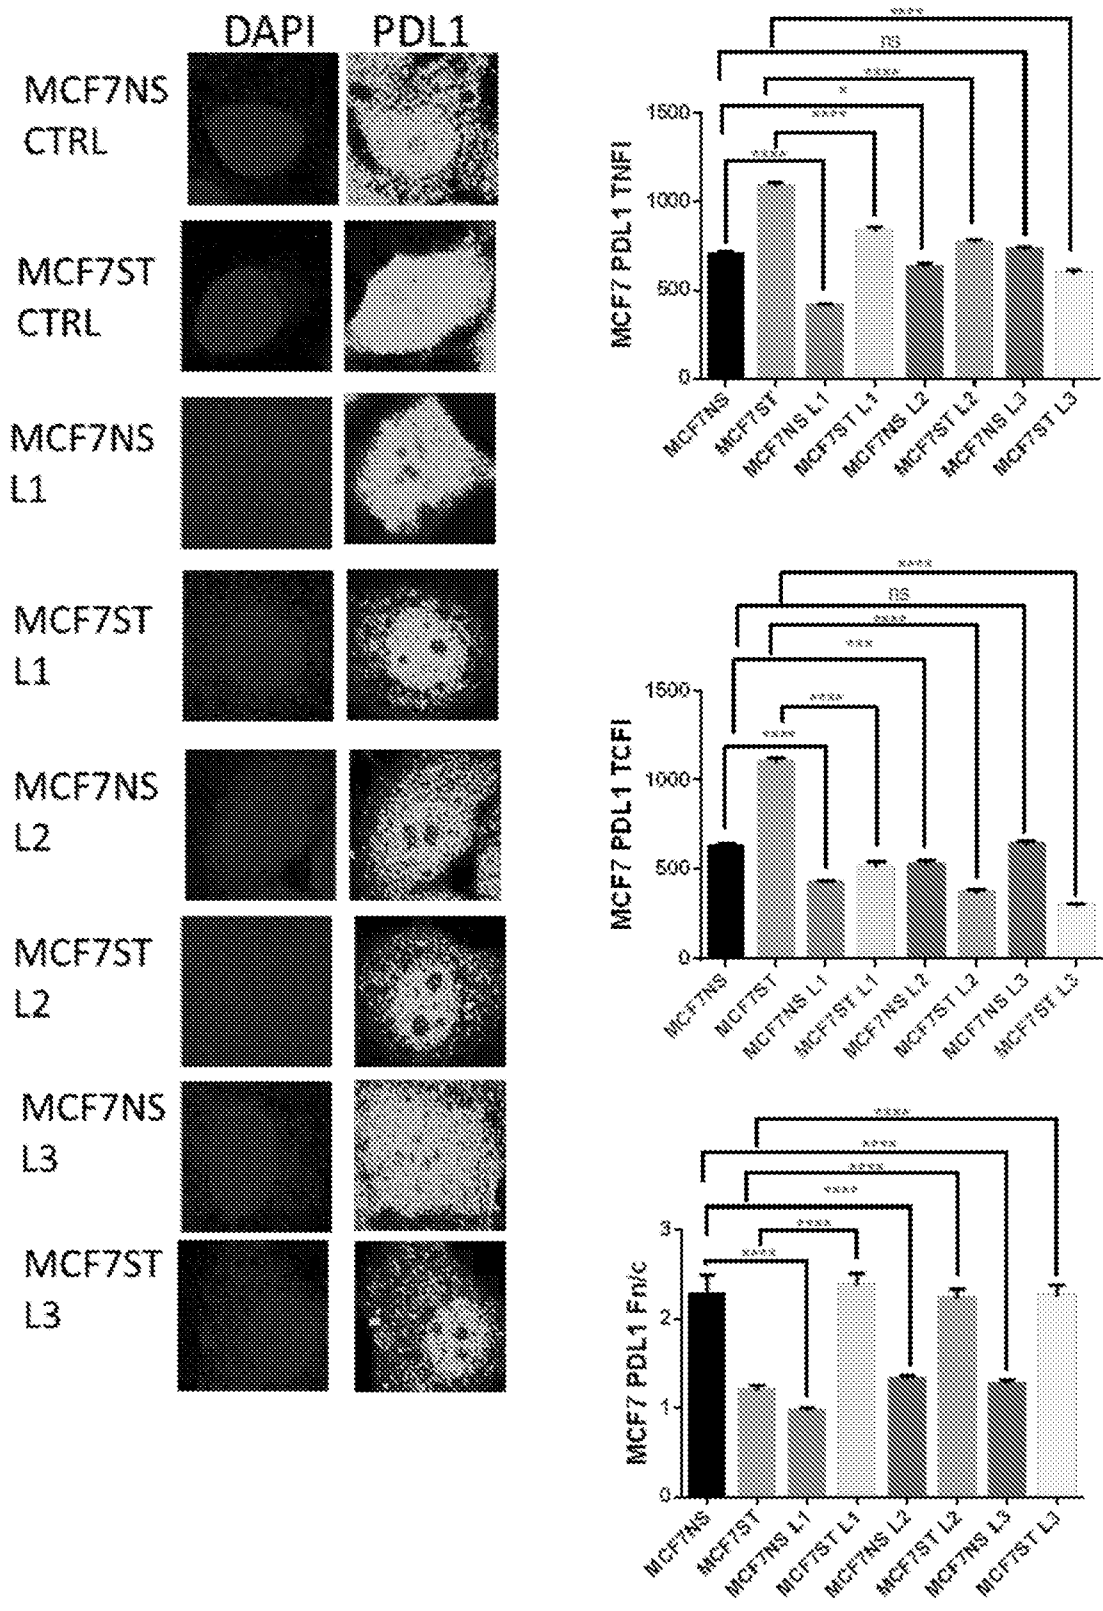 DAPI PDL1
MCF7NS
CTRL
MCF7ST
CTRL
MCF7NS
L1
MCF7ST
L1
MCF7NS
L2
MCF7ST
L2
MCF7NS
L3
MCF7ST
L3
MCF7 PDL1 TNFI
****
ns
****
*
****
****
1500
1000
500
0
MCF7NS
MCF7ST
MCF7NS L1
MCF7ST L1
MCF7NS L2
MCF7ST L2
MCF7NS L3
MCF7ST L3
MCF7 PDL1 TCFI
****
ns
****
***
****
****
1500
1000
500
0
MCF7NS
MCF7ST
MCF7NS L1
MCF7ST L1
MCF7NS L2
MCF7ST L2
MCF7NS L3
MCF7ST L3
MCF7 PDL1 Fn/c
****
****
****
****
****
****
3
2
1
0
MCF7NS
MCF7ST
MCF7NS L1
MCF7ST L1
MCF7NS L2
MCF7ST L2
MCF7NS L3
MCF7ST L3